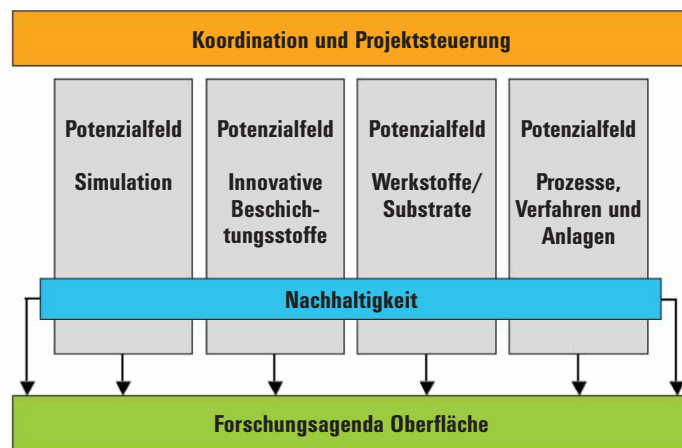 Koordination und Projektsteuerung
Potenzialfeld
Simulation
Potenzialfeld
Innovative
Beschich-
tungsstoffe
Potenzialfeld
Werkstoffe/
Substrate
Potenzialfeld
Prozesse,
Verfahren und
Anlagen
Nachhaltigkeit
Forschungsagenda Oberfläche